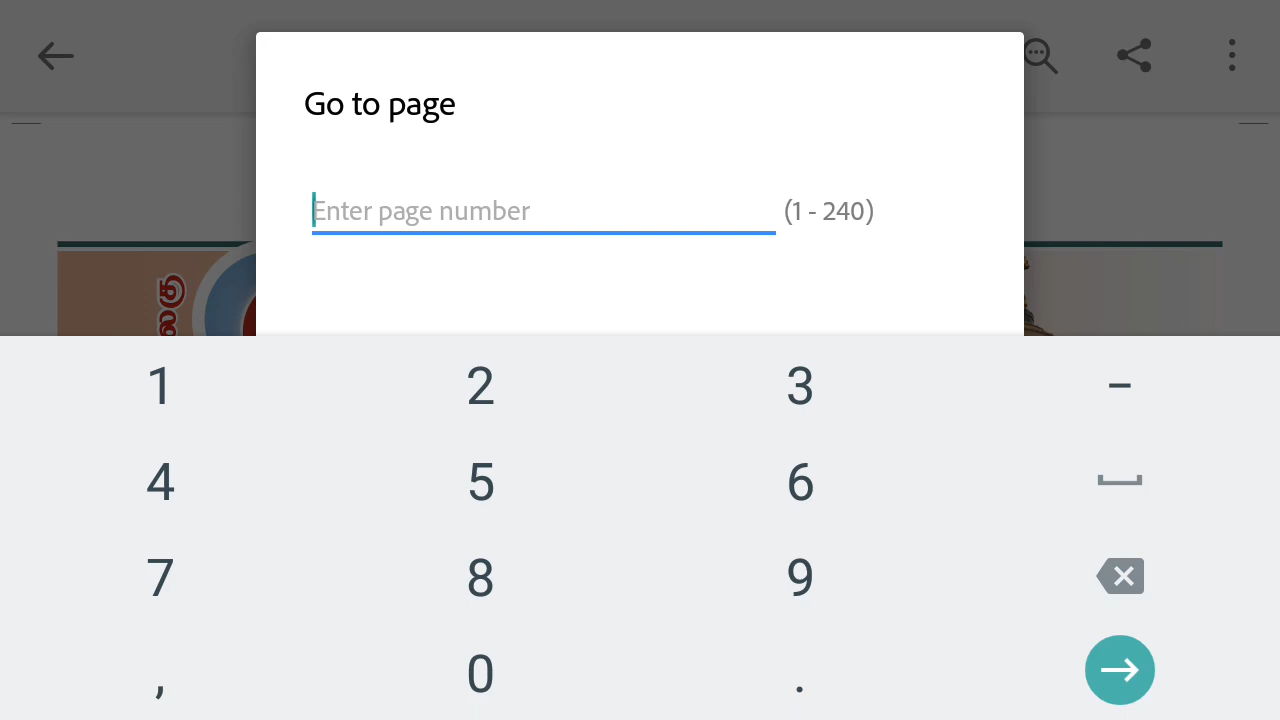 Go to page
Enter page number (1 - 240)
1 2 3 -
4 5 6
7 8 9
, 0 .